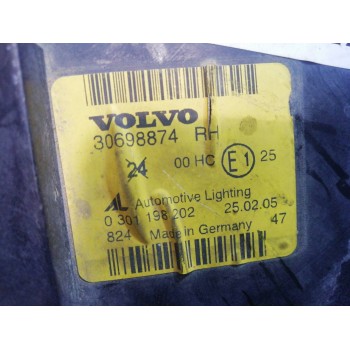 VOLVO
30698874 RH
24 00 HC E1 25
AL Automotive Lighting
0 301 198 202 25.02.05
824 Made in Germany 47